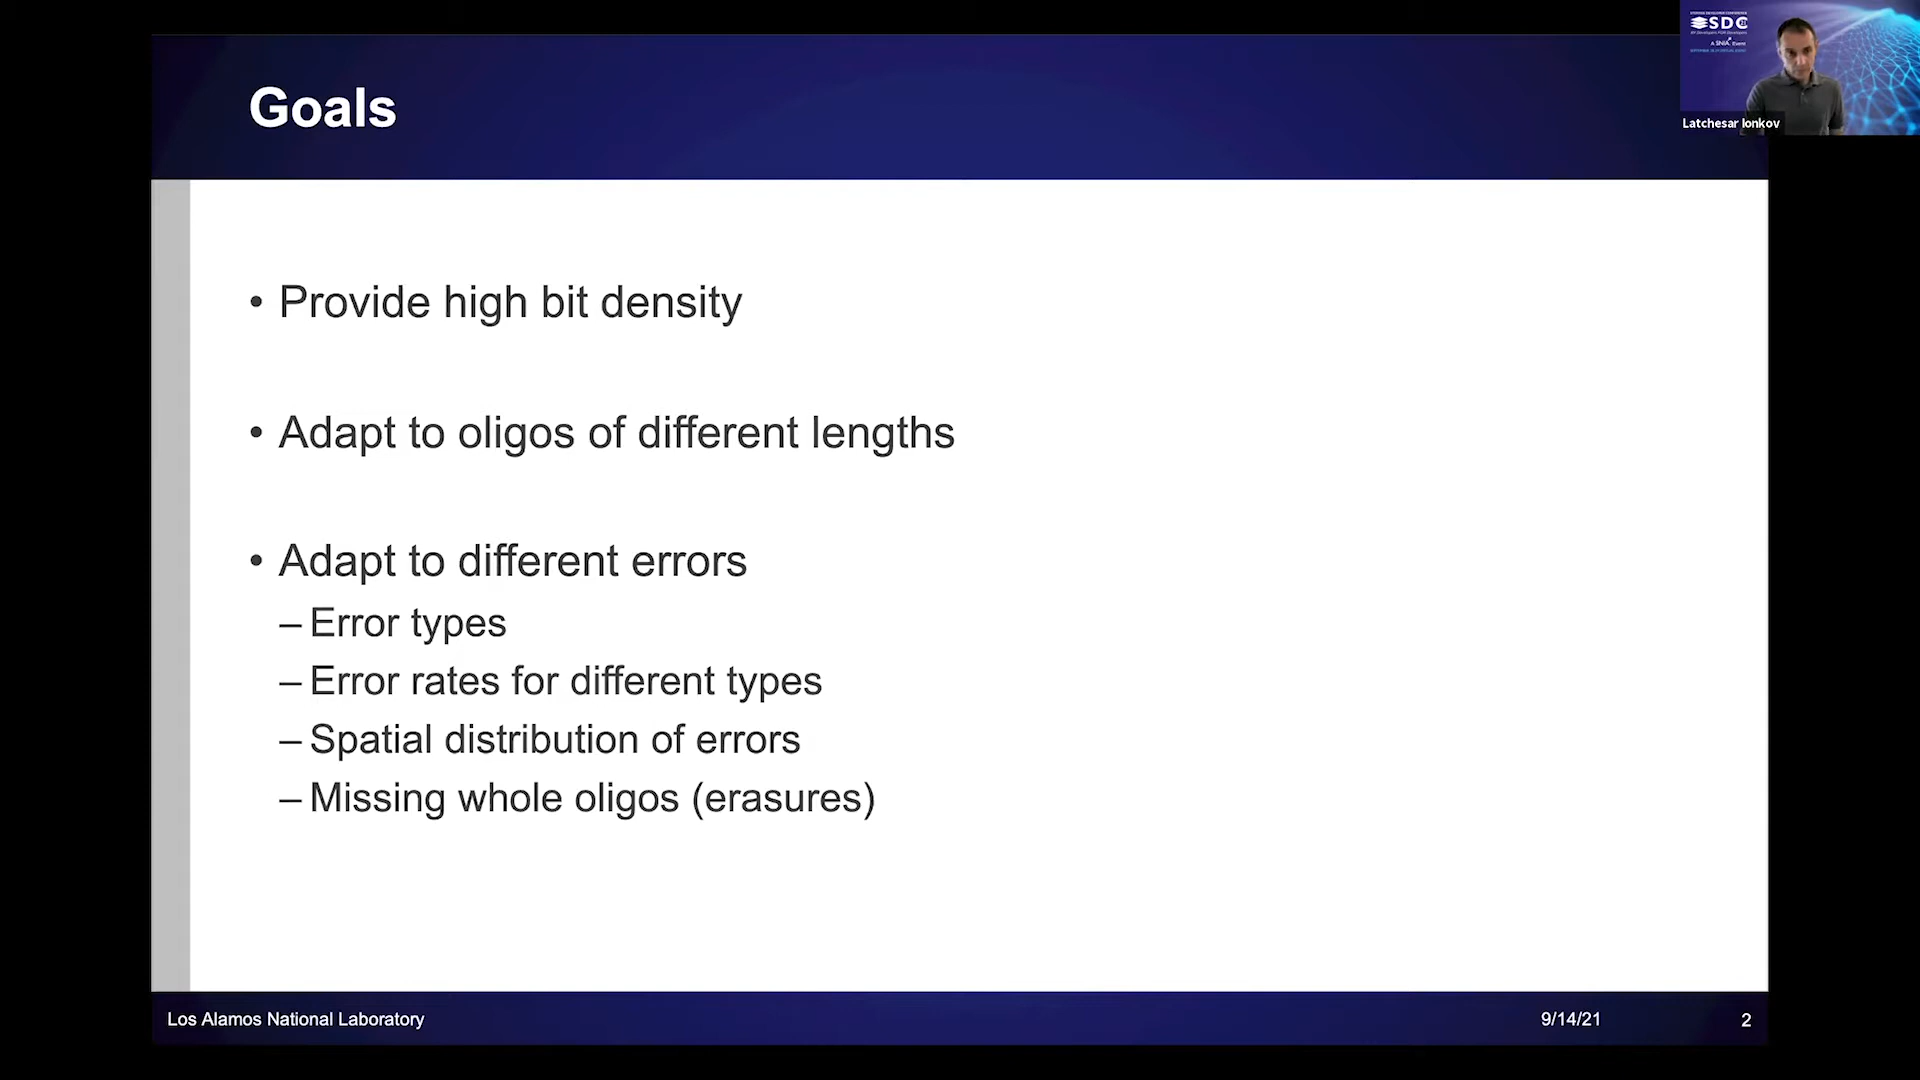 SDC
A SNIA Event
Latchesar Ionkov
Goals
• Provide high bit density
• Adapt to oligos of different lengths
• Adapt to different errors
– Error types
– Error rates for different types
– Spatial distribution of errors
– Missing whole oligos (erasures)
Los Alamos National Laboratory
9/14/21
2